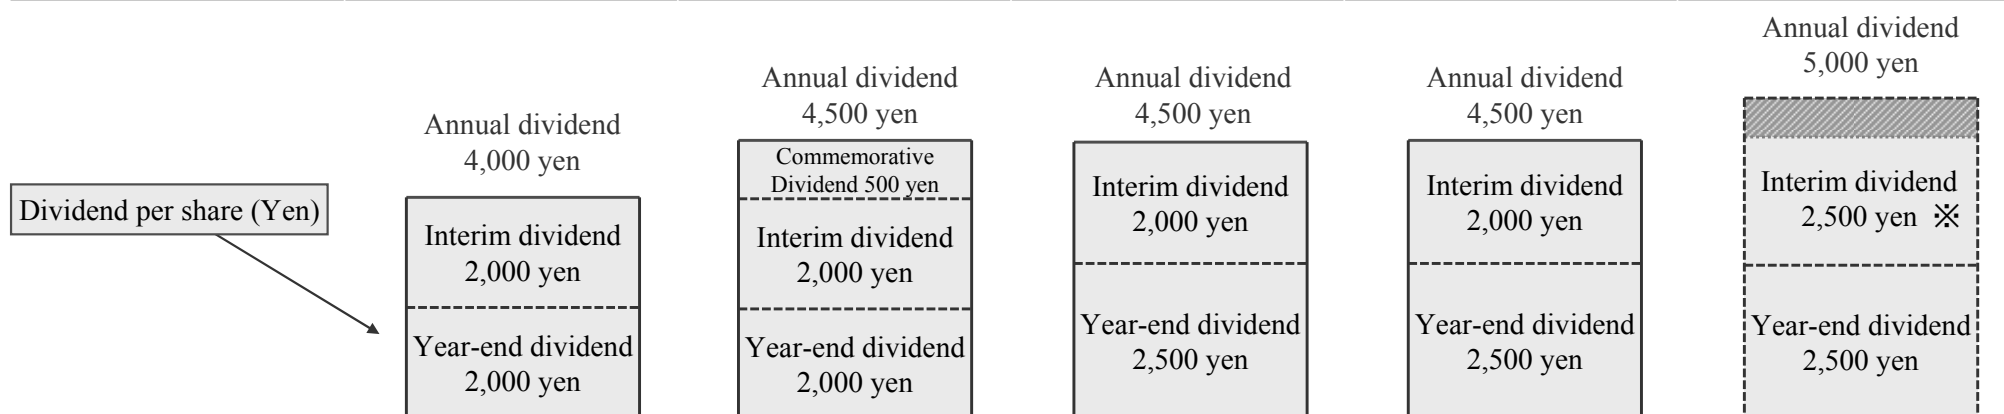 Dividend per share (Yen)
Annual dividend
4,000 yen
Interim dividend
2,000 yen
Year-end dividend
2,000 yen
Annual dividend
4,500 yen
Commemorative
Dividend 500 yen
Interim dividend
2,000 yen
Year-end dividend
2,000 yen
Annual dividend
4,500 yen
Interim dividend
2,000 yen
Year-end dividend
2,500 yen
Annual dividend
4,500 yen
Interim dividend
2,000 yen
Year-end dividend
2,500 yen
Annual dividend
5,000 yen
Interim dividend
2,500 yen ※
Year-end dividend
2,500 yen